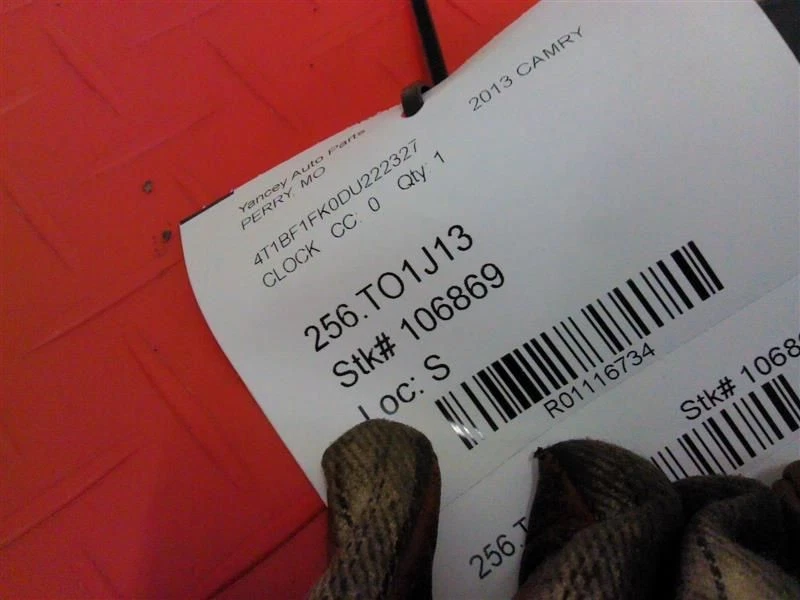 2013 CAMRY
Yancey Auto Parts
PERRY, MO
4T1BF1FK0DU222327
CLOCK CC: 0 Qty: 1
256.TO1J13
Stk# 106869
Loc: S
R01116734
Stk# 1068
256.T